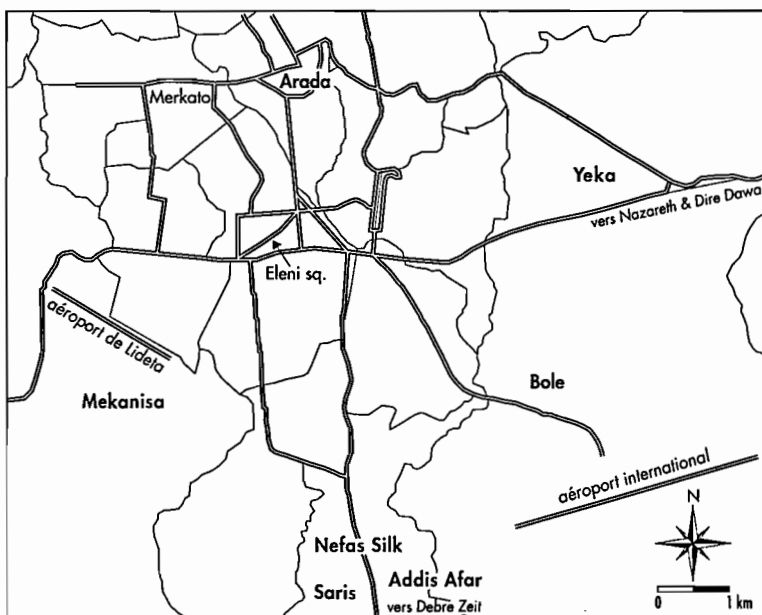 Arada
Merkato
Yeka
vers Nazareth & Dire Dawa
Eleni sq.
aéroport de Lideta
Mekanisa
Bole
aéroport international
N
Nefas Silk
Saris
Addis Afar
vers Debre Zeit
0 1 km